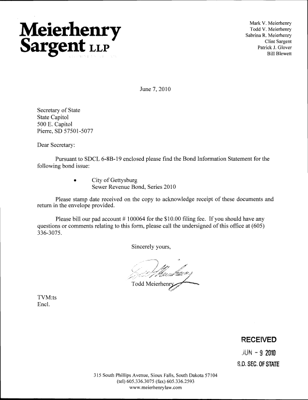 Meierhenry
Sargent LLP
Mark V. Meierhenry
Todd V. Meierhenry
Sabrina R. Meierhenry
Clint Sargent
Patrick J. Glover
Bill Blewett
June 7, 2010
Secretary of State
State Capitol
500 E. Capitol
Pierre, SD 57501-5077
Dear Secretary:
Pursuant to SDCL 6-8B-19 enclosed please find the Bond Information Statement for the
following bond issue:
• City of Gettysburg
Sewer Revenue Bond, Series 2010
Please stamp date received on the copy to acknowledge receipt of these documents and
return in the envelope provided.
Please bill our pad account # 100064 for the $10.00 filing fee. If you should have any
questions or comments relating to this form, please call the undersigned of this office at (605)
336-3075.
Sincerely yours,
Todd Meierhenry
TVM:ts
Encl.
RECEIVED
JUN - 9 2010
S.D. SEC. OF STATE
315 South Phillips Avenue, Sioux Falls, South Dakota 57104
(tel) 605.336.3075 (fax) 605.336.2593
www.meierhenrylaw.com